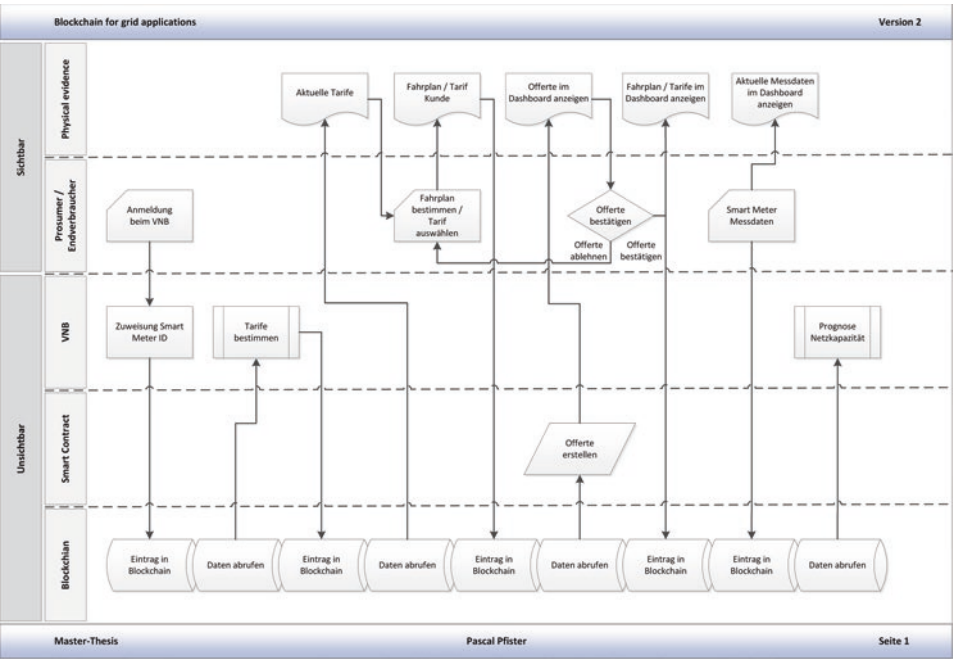 Blockchain for grid applications
Version 2
Sichtbar
Physical evidence
Aktuelle Tarife
Fahrplan / Tarif
Kunde
Offerte im
Dashboard anzeigen
Fahrplan / Tarife im
Dashboard anzeigen
Aktuelle Messdaten
im Dashboard
anzeigen
Prosumer /
Endverbraucher
Anmeldung
beim VNB
Fahrplan
bestimmen /
Tarif
auswählen
Offerte
bestätigen
Offerte
ablehnen
Offerte
bestätigen
Smart Meter
Messdaten
Unsichtbar
VNB
Zuweisung Smart
Meter ID
Tarife
bestimmen
Prognose
Netzkapazität
Smart Contract
Offerte
erstellen
Blockchian
Eintrag in
Blockchain
Daten abrufen
Eintrag in
Blockchain
Daten abrufen
Eintrag in
Blockchain
Daten abrufen
Eintrag in
Blockchain
Eintrag in
Blockchain
Daten abrufen
Master-Thesis
Pascal Pfister
Seite 1